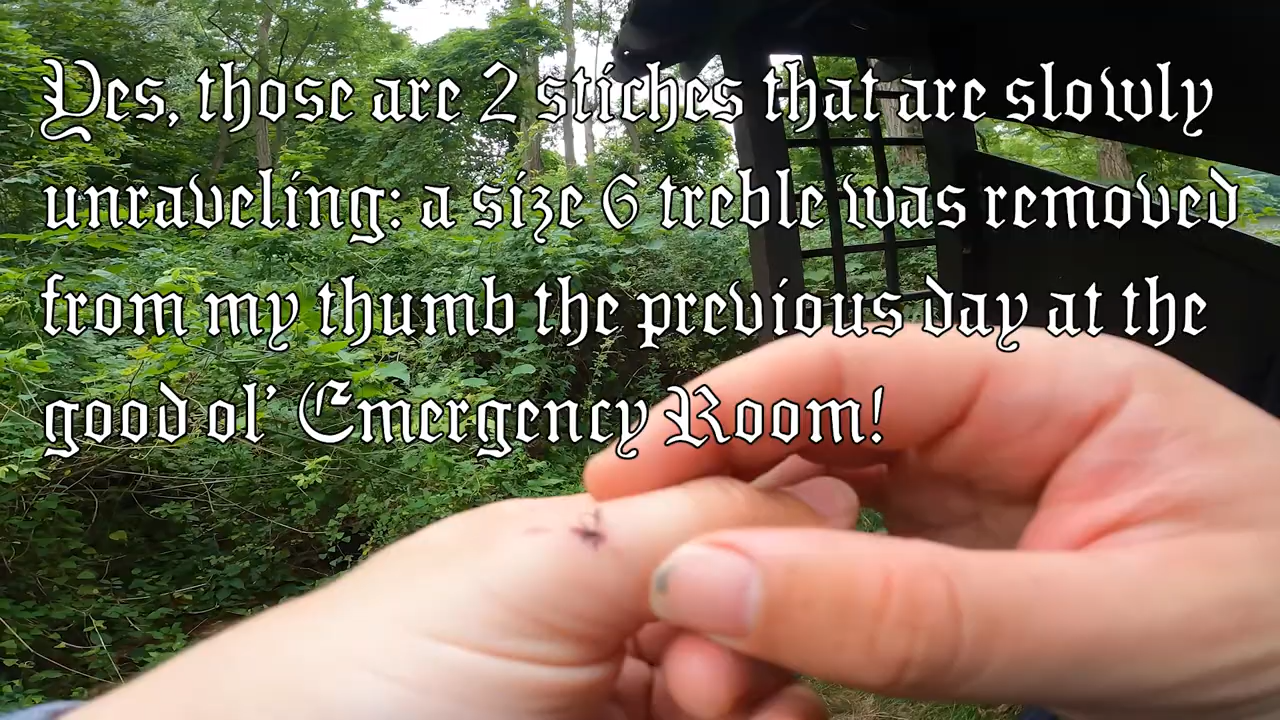 Yes, those are 2 stiches that are slowly
unraveling: a size 6 treble was removed
from my thumb the previous day at the
good ol' Emergency Room!